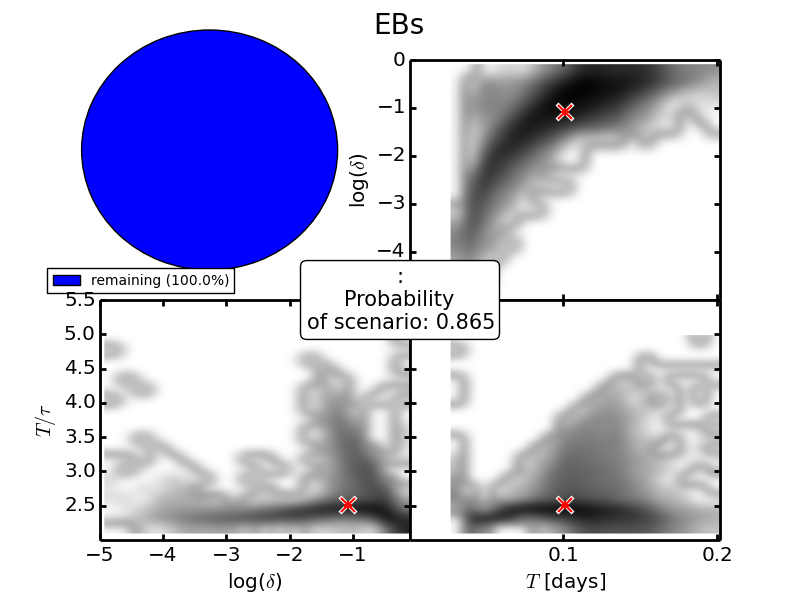 EBs
0
−1
−2
−3
−4
log(δ)
remaining (100.0%)
:
Probability
of scenario: 0.865
5.5
5.0
4.5
4.0
3.5
3.0
2.5
T/τ
−5 −4 −3 −2 −1
log(δ)
0.1 0.2
T [days]